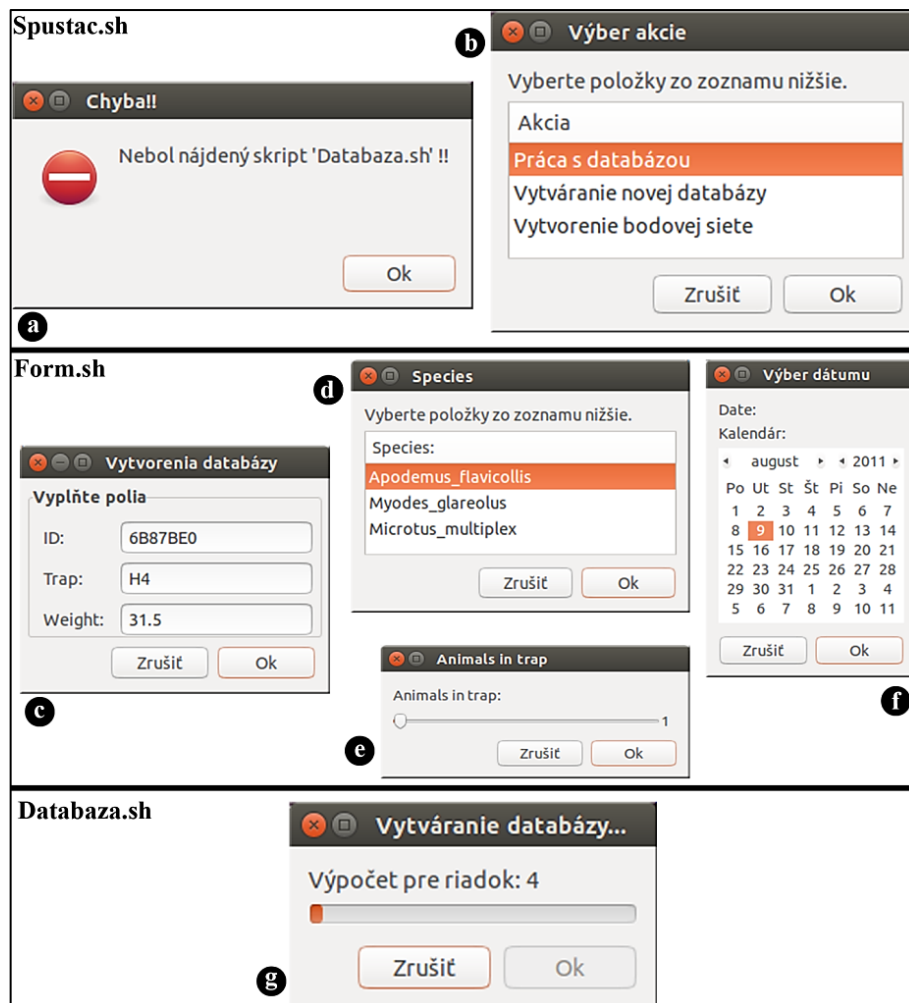 Spustac.sh
a
Chyba!!
Nebol nájdený skript 'Databaza.sh' !!
Ok
b
Výber akcie
Vyberte položky zo zoznamu nižšie.
Akcia
Práca s databázou
Vytváranie novej databázy
Vytvorenie bodovej siete
Zrušiť Ok
Form.sh
c
Vytvorenia databázy
Vyplňte polia
ID: 6B87BE0
Trap: H4
Weight: 31.5
Zrušiť Ok
d
Species
Vyberte položky zo zoznamu nižšie.
Species:
Apodemus_flavicollis
Myodes_glareolus
Microtus_multiplex
Zrušiť Ok
e
Animals in trap
Animals in trap:
1
Zrušiť Ok
f
Výber dátumu
Date:
Kalendár:
august 2011
Po Ut St Št Pi So Ne
1 2 3 4 5 6 7
8 9 10 11 12 13 14
15 16 17 18 19 20 21
22 23 24 25 26 27 28
29 30 31 1 2 3 4
5 6 7 8 9 10 11
Zrušiť Ok
Databaza.sh
g
Vytváranie databázy...
Výpočet pre riadok: 4
Zrušiť Ok